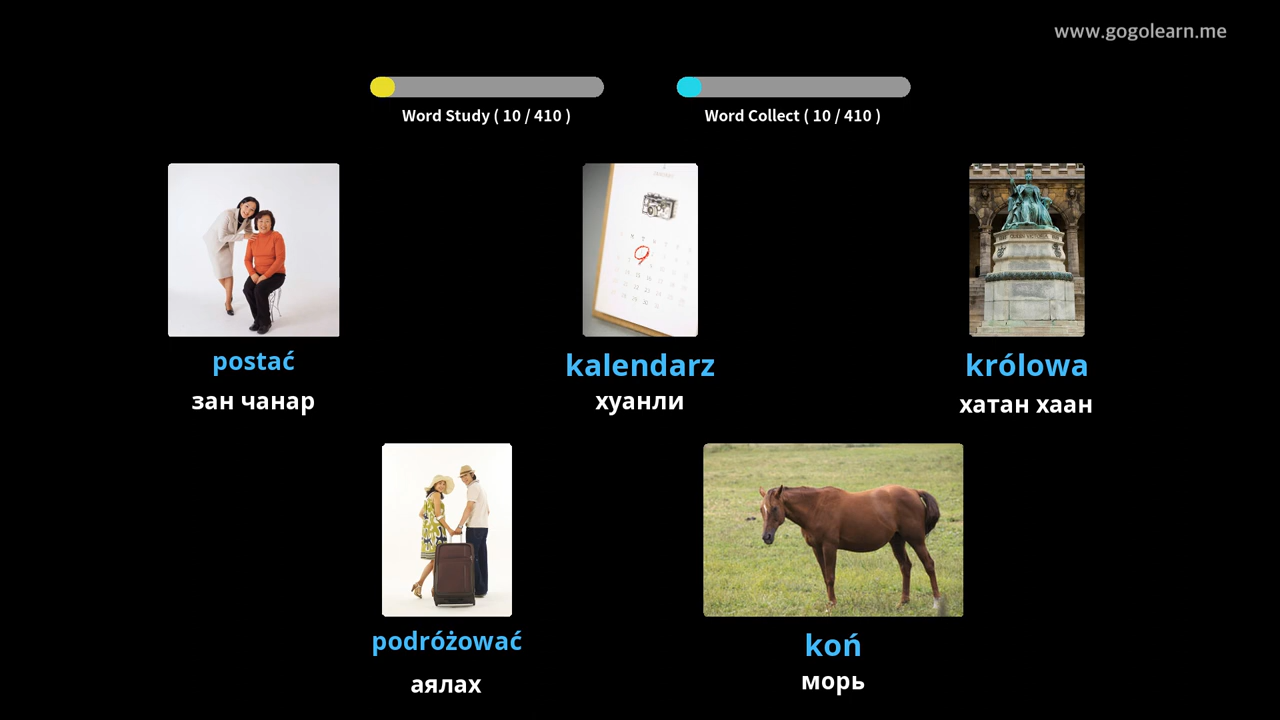 www.gogolearn.me
Word Study ( 10 / 410 )
Word Collect ( 10 / 410 )
postać
зан чанар
kalendarz
хуанли
królowa
хатан хаан
podróżować
аялах
koń
морь